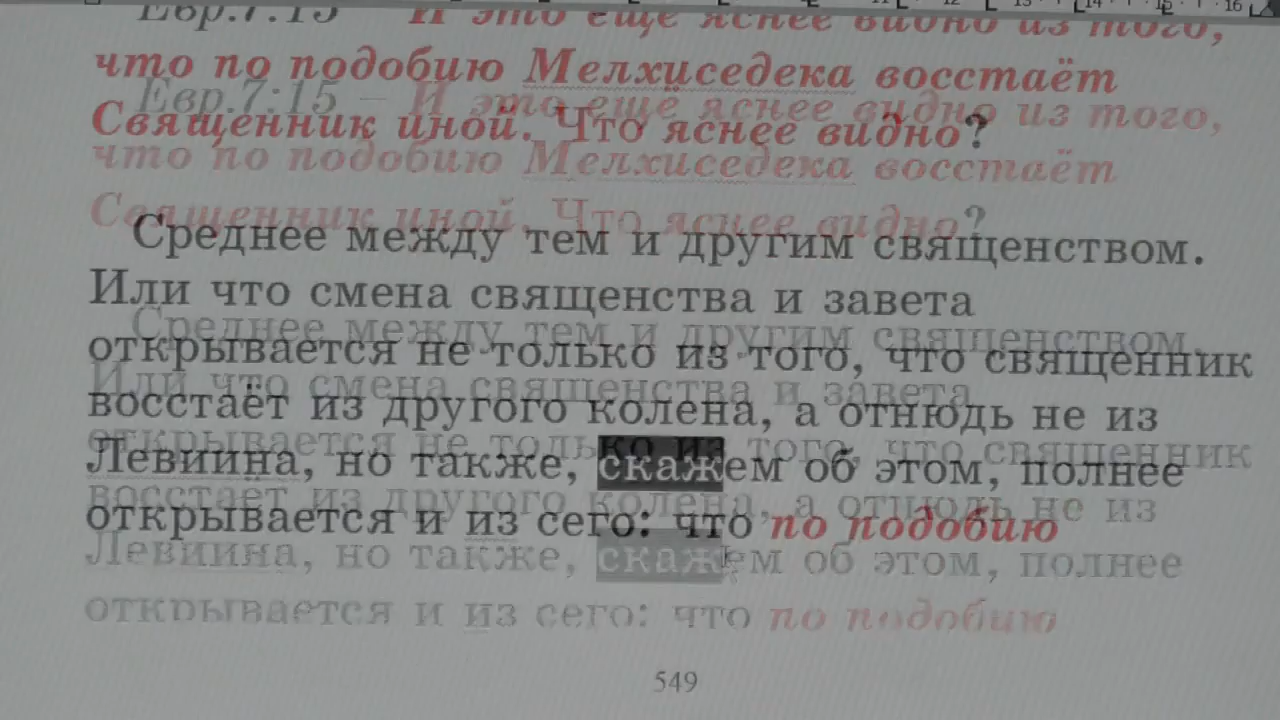 Евр.7:15 – И это ещё яснее видно из того,
что по подобию Мелхиседека восстаёт
Священник иной. Что яснее видно?
Среднее между тем и другим священством.
Или что смена священства и завета
открывается не только из того, что священник
восстаёт из другого колена, а отнюдь не из
Левиина, но также, скажем об этом, полнее
открывается и из сего: что по подобию
549